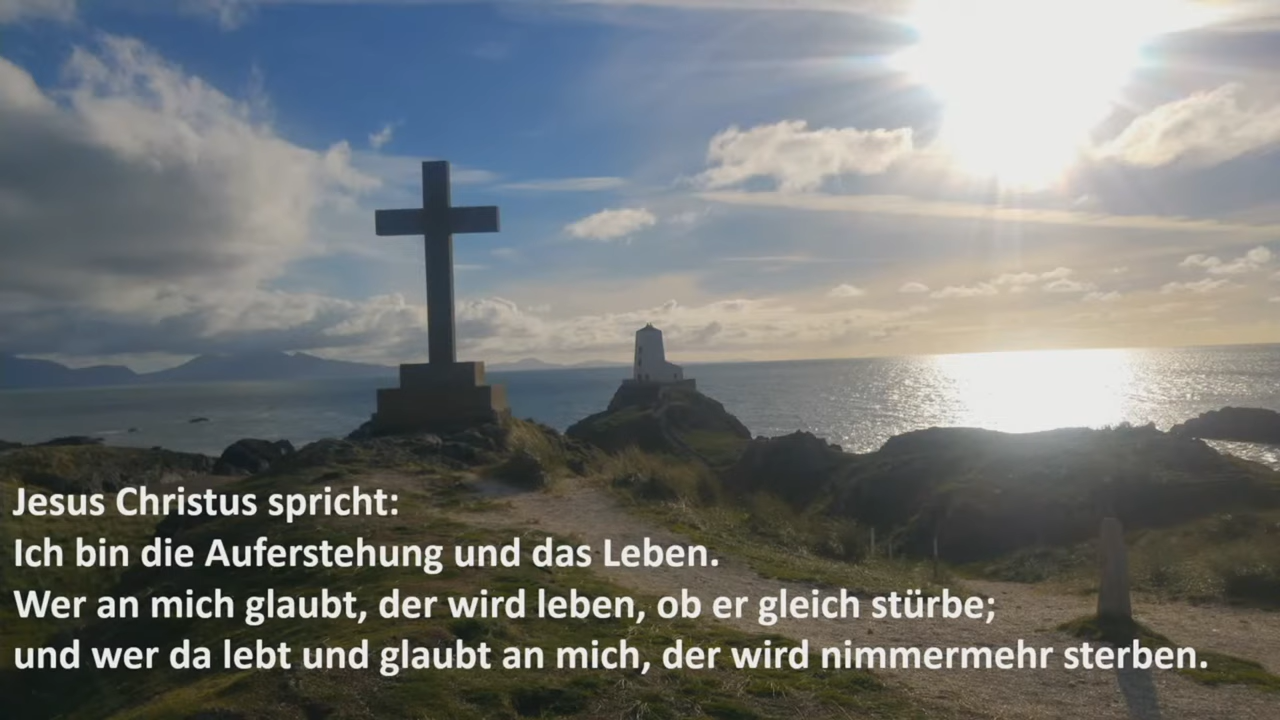 Jesus Christus spricht:
Ich bin die Auferstehung und das Leben.
Wer an mich glaubt, der wird leben, ob er gleich stürbe;
und wer da lebt und glaubt an mich, der wird nimmermehr sterben.